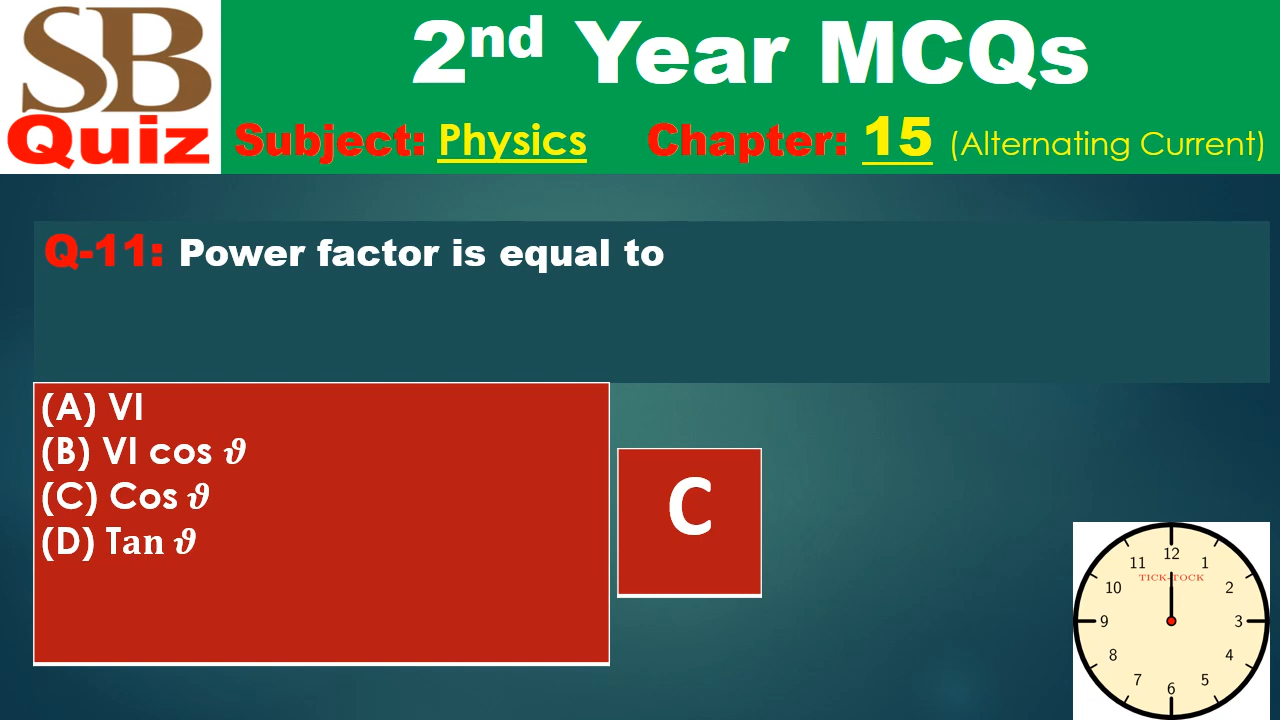 SB
Quiz
2nd Year MCQs
Subject: Physics Chapter: 15 (Alternating Current)
Q-11: Power factor is equal to
(A) VI
(B) VI cos 𝝑
(C) Cos 𝝑
(D) Tan 𝝑
C
12
11 1
TICK-TOCK
10 2
9 3
8 4
7 5
6